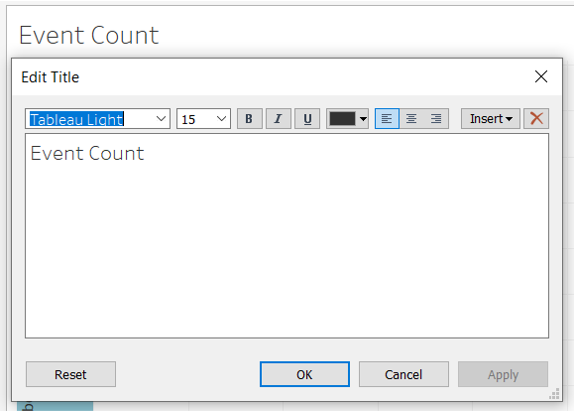 Event Count
Edit Title
Tableau Light 15 B I U Insert
Event Count
Reset OK Cancel Apply